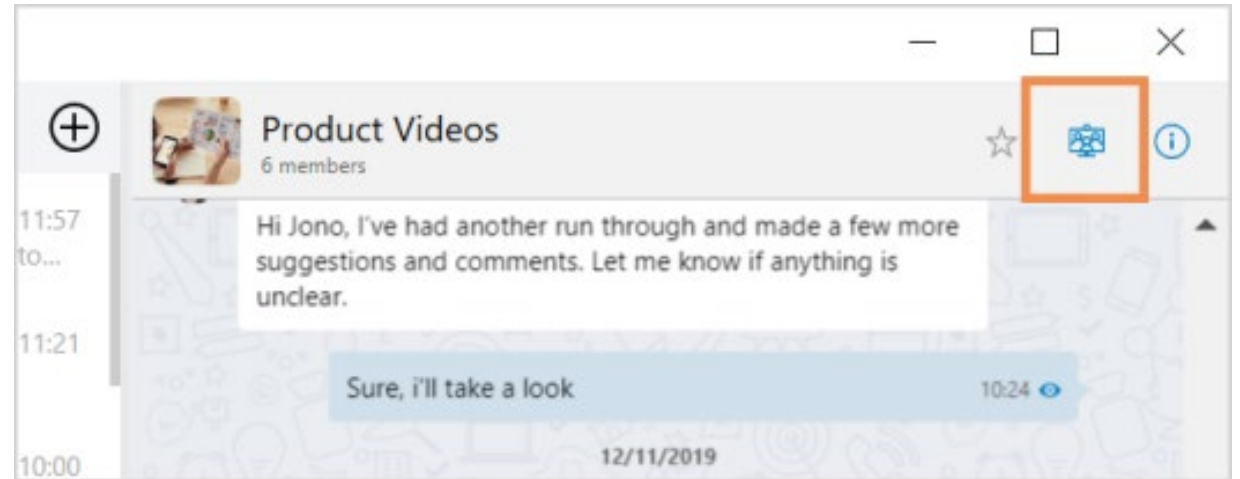 Product Videos
6 members
11:57
to...
Hi Jono, I've had another run through and made a few more
suggestions and comments. Let me know if anything is
unclear.
11:21
Sure, i'll take a look
10:24
12/11/2019
10:00